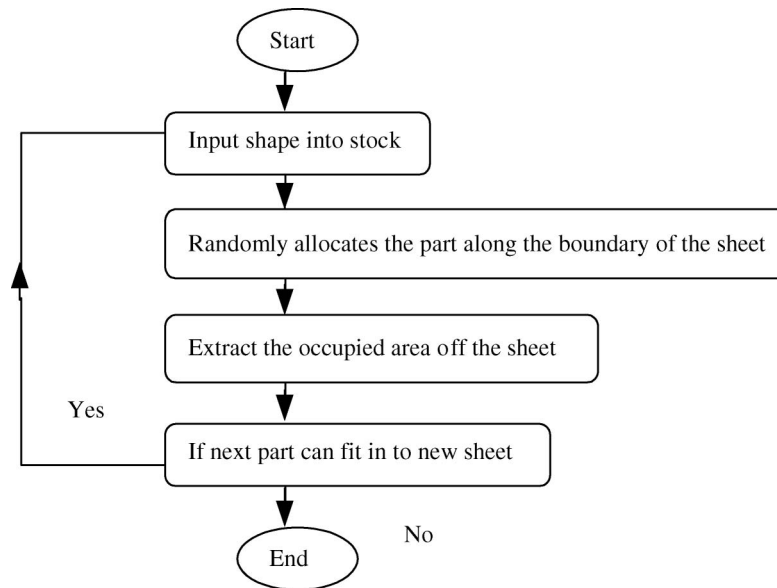 Start
Input shape into stock
Randomly allocates the part along the boundary of the sheet
Extract the occupied area off the sheet
Yes
If next part can fit in to new sheet
No
End